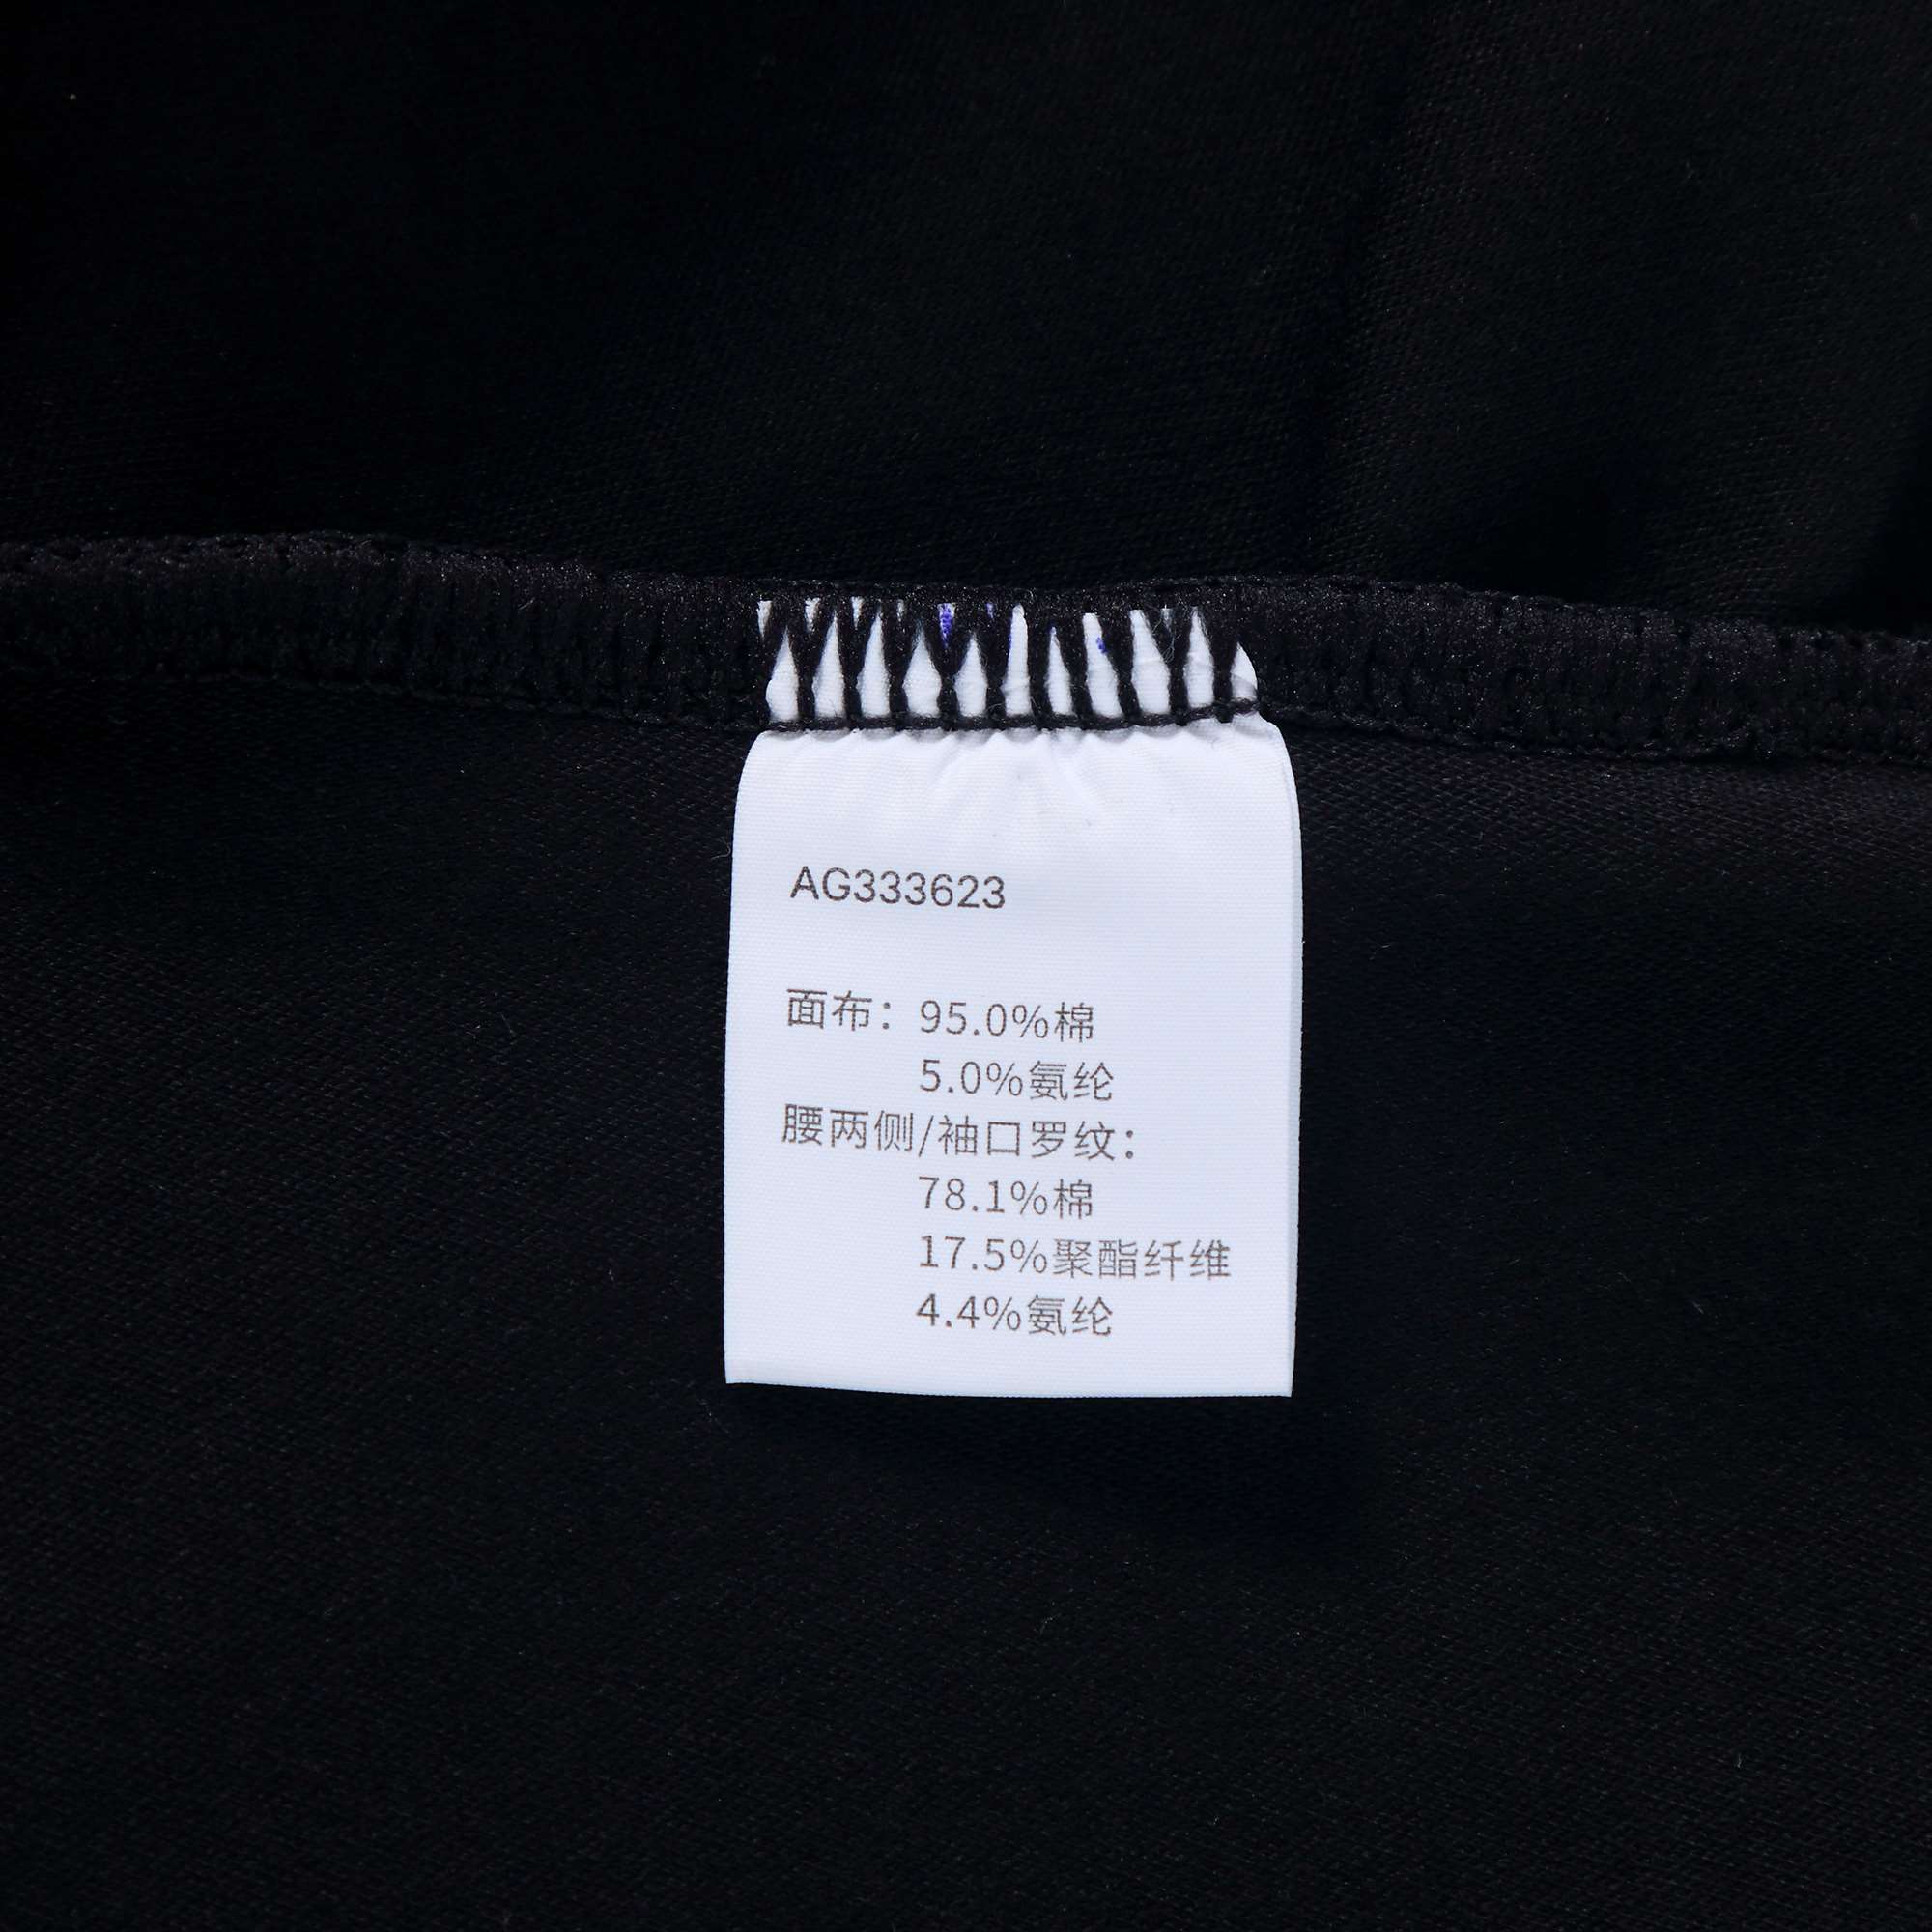 AG333623
面布：95.0%棉
5.0%氨纶
腰两侧/袖口罗纹：
78.1%棉
17.5%聚酯纤维
4.4%氨纶